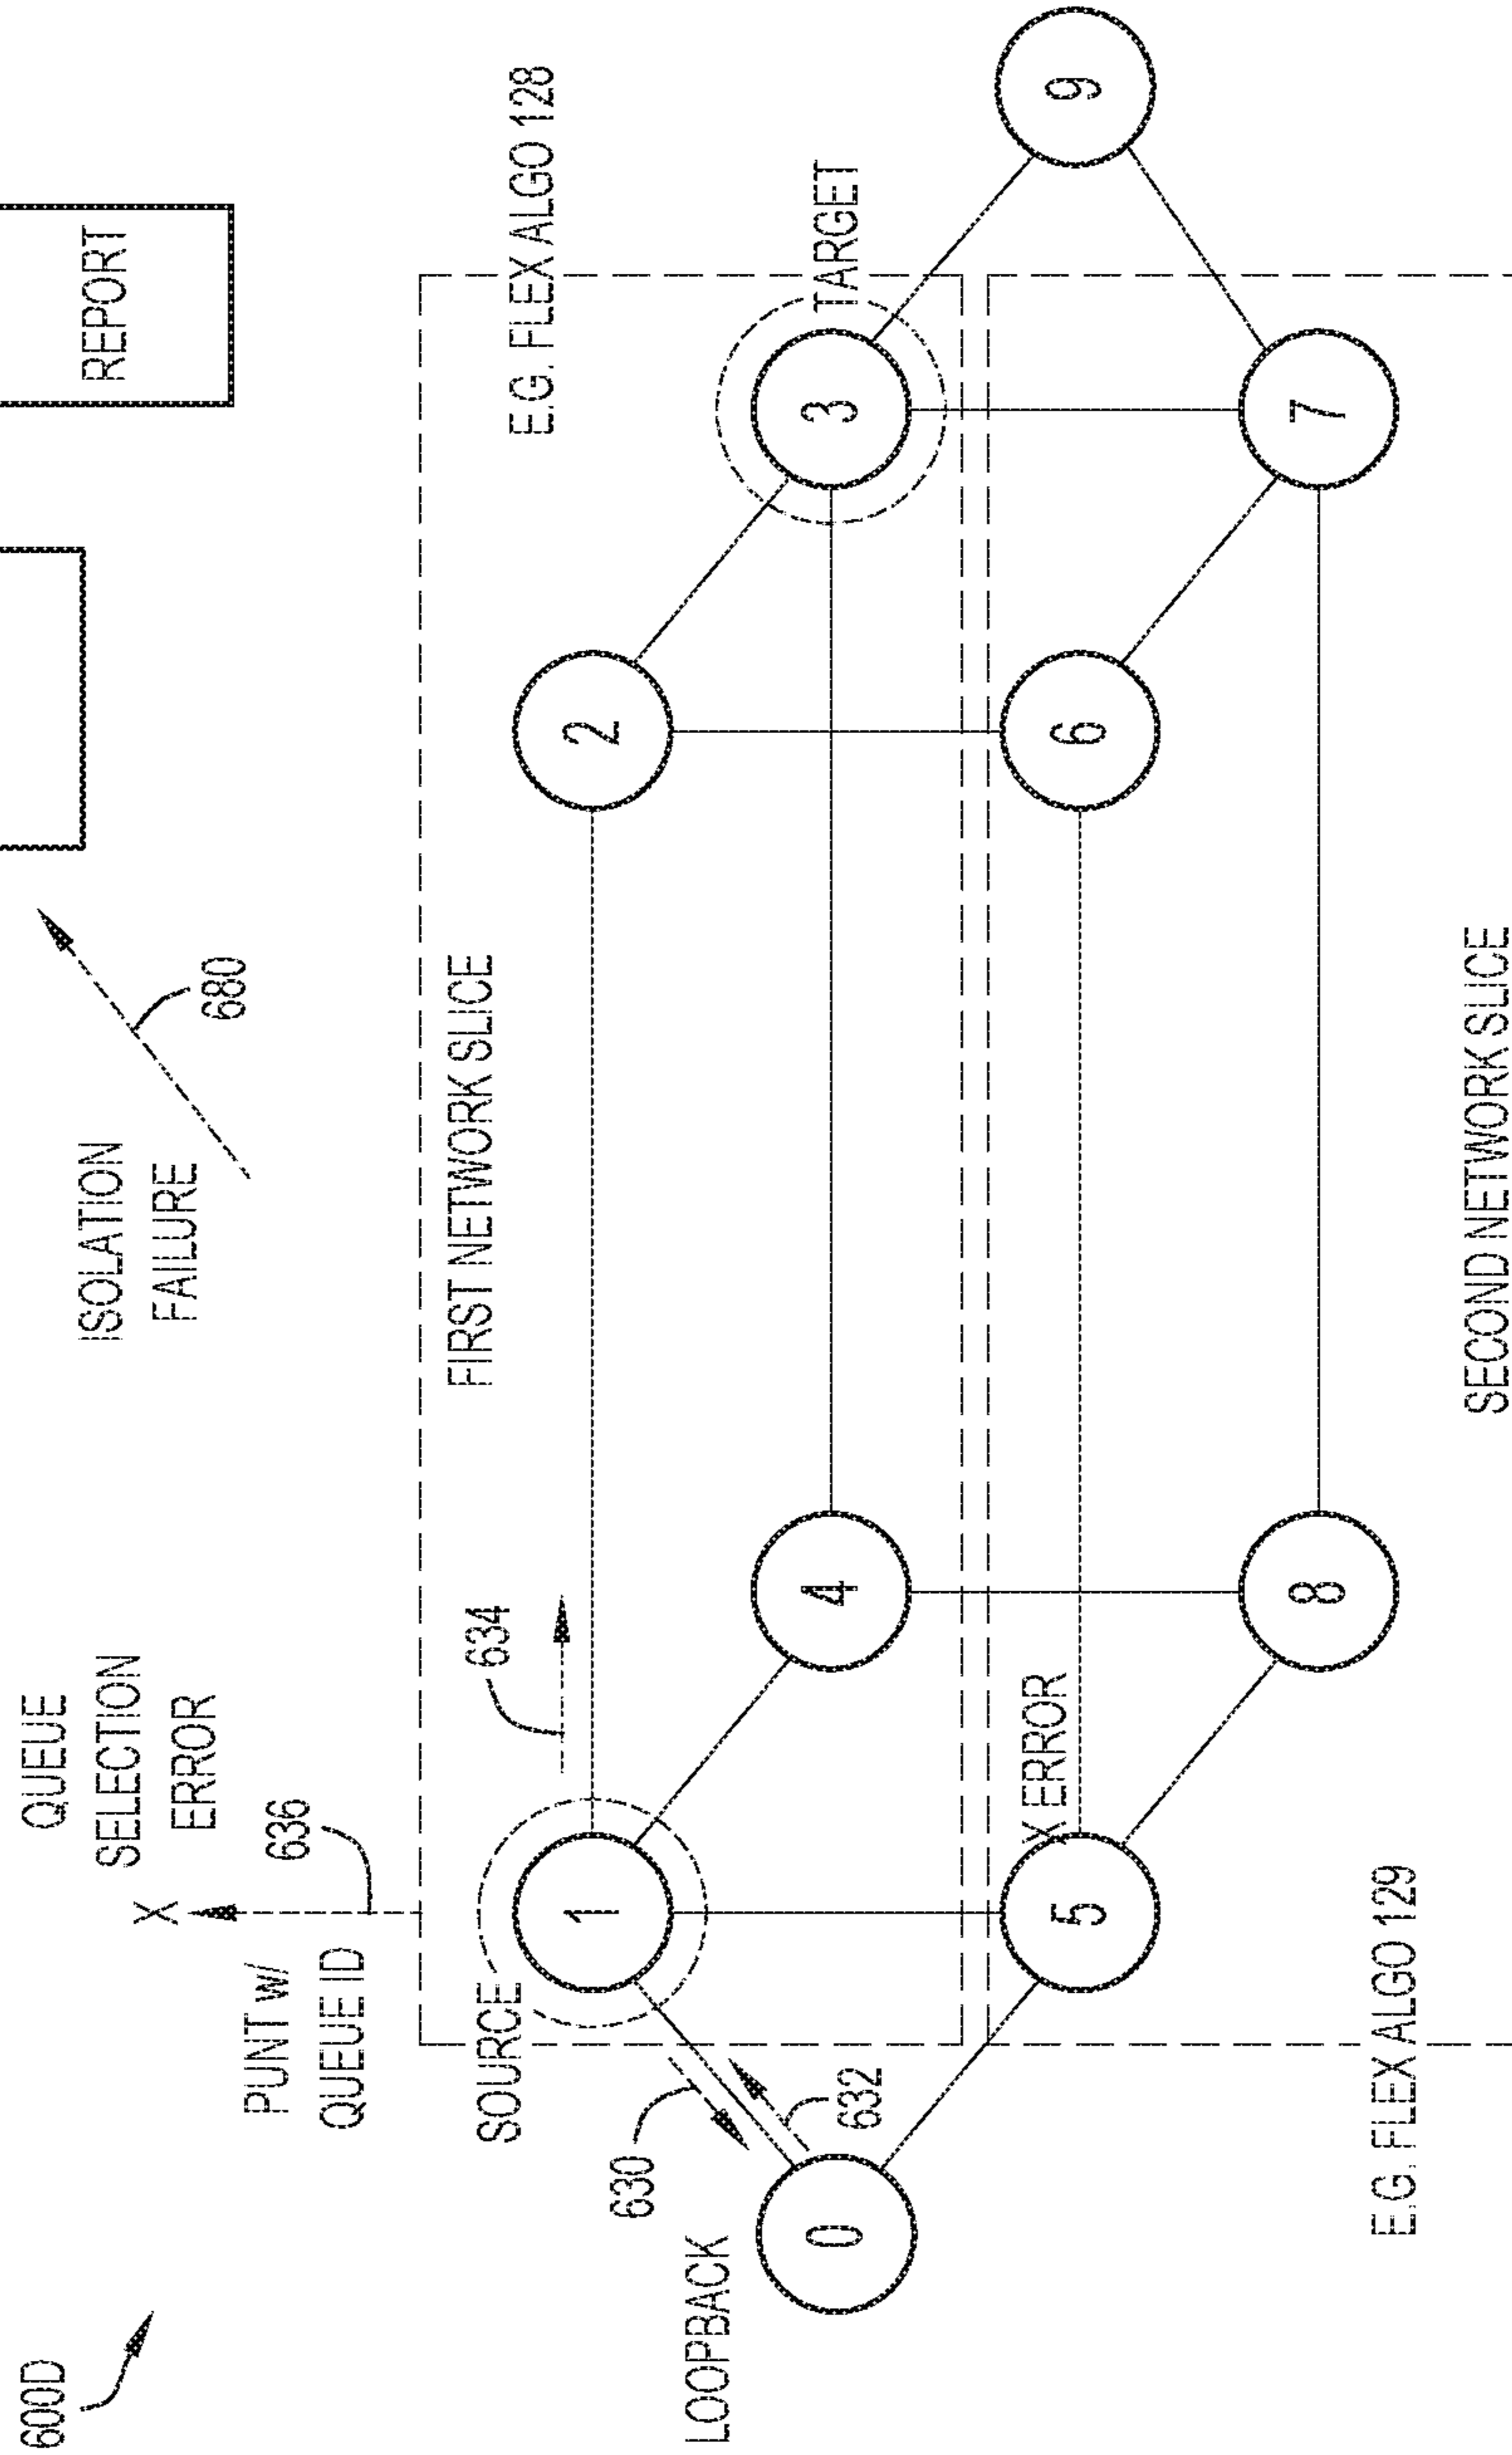 600D
QUEUE
SELECTION
ERROR
ISOLATION
FAILURE
680
REPORT
X
636
PUNT w/
QUEUE ID
634
FIRST NETWORK SLICE
E.G. FLEX ALGO 128
SOURCE
1
2
630
632
LOOPBACK
0
4
3
TARGET
X ERROR
5
6
9
8
7
E.G. FLEX ALGO 129
SECOND NETWORK SLICE